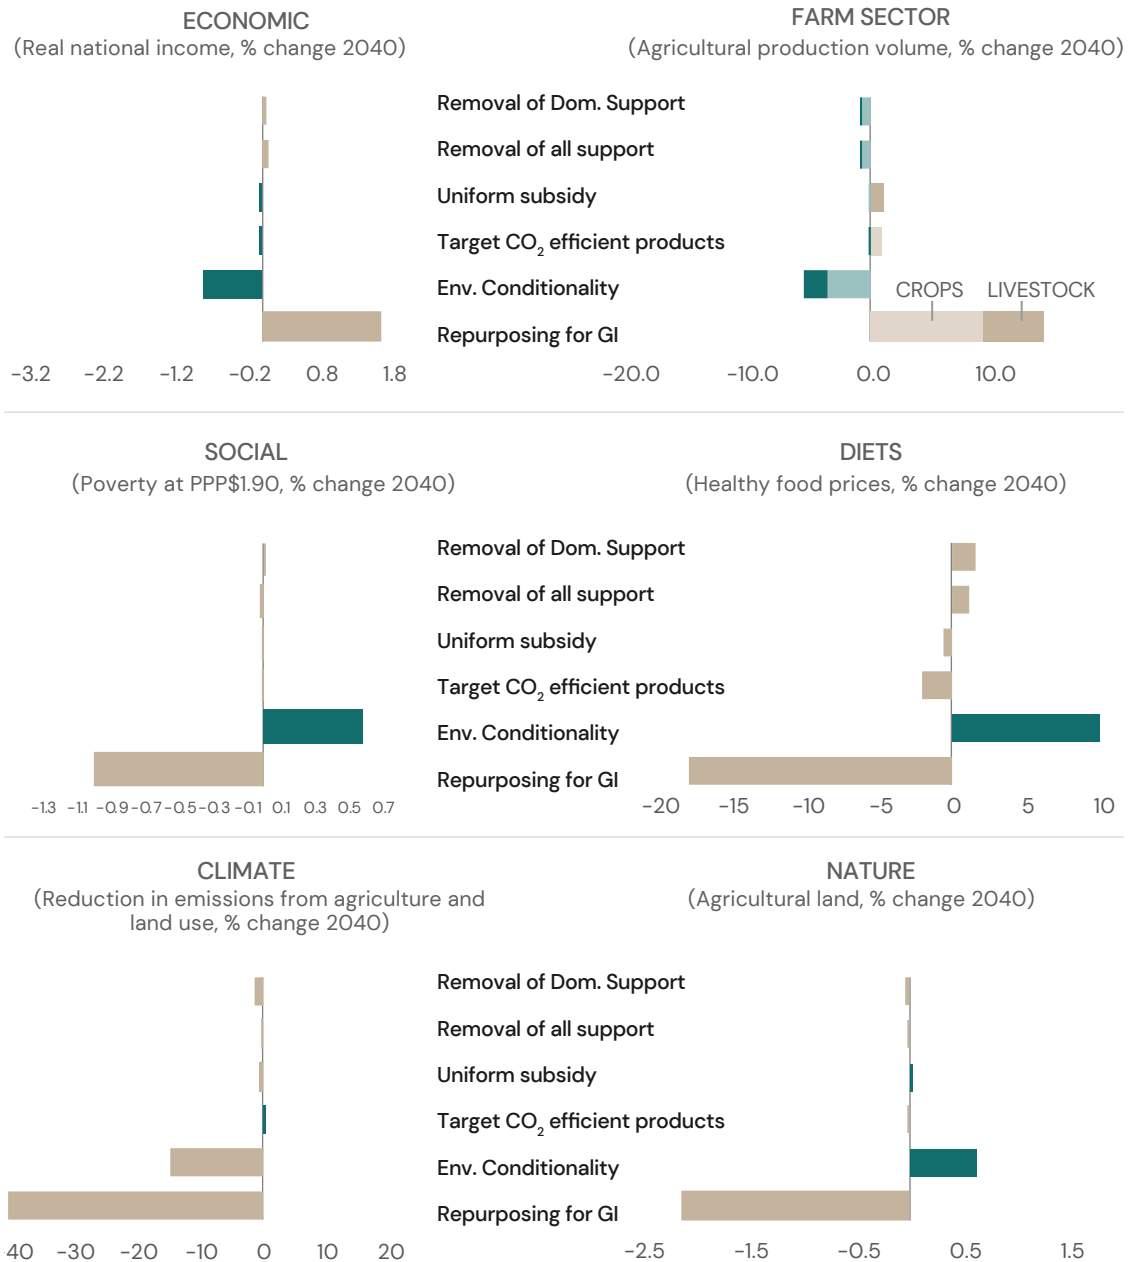 ECONOMIC
(Real national income, % change 2040)
FARM SECTOR
(Agricultural production volume, % change 2040)
Removal of Dom. Support
Removal of all support
Uniform subsidy
Target CO₂ efficient products
Env. Conditionality
Repurposing for GI
CROPS LIVESTOCK
-3.2 -2.2 -1.2 -0.2 0.8 1.8
-20.0 -10.0 0.0 10.0
SOCIAL
(Poverty at PPP$1.90, % change 2040)
DIETS
(Healthy food prices, % change 2040)
Removal of Dom. Support
Removal of all support
Uniform subsidy
Target CO₂ efficient products
Env. Conditionality
Repurposing for GI
-1.3 -1.1 -0.9 -0.7 -0.5 -0.3 -0.1 0.1 0.3 0.5 0.7
-20 -15 -10 -5 0 5 10
CLIMATE
(Reduction in emissions from agriculture and
land use, % change 2040)
NATURE
(Agricultural land, % change 2040)
Removal of Dom. Support
Removal of all support
Uniform subsidy
Target CO₂ efficient products
Env. Conditionality
Repurposing for GI
-40 -30 -20 -10 0 10 20
-2.5 -1.5 -0.5 0.5 1.5